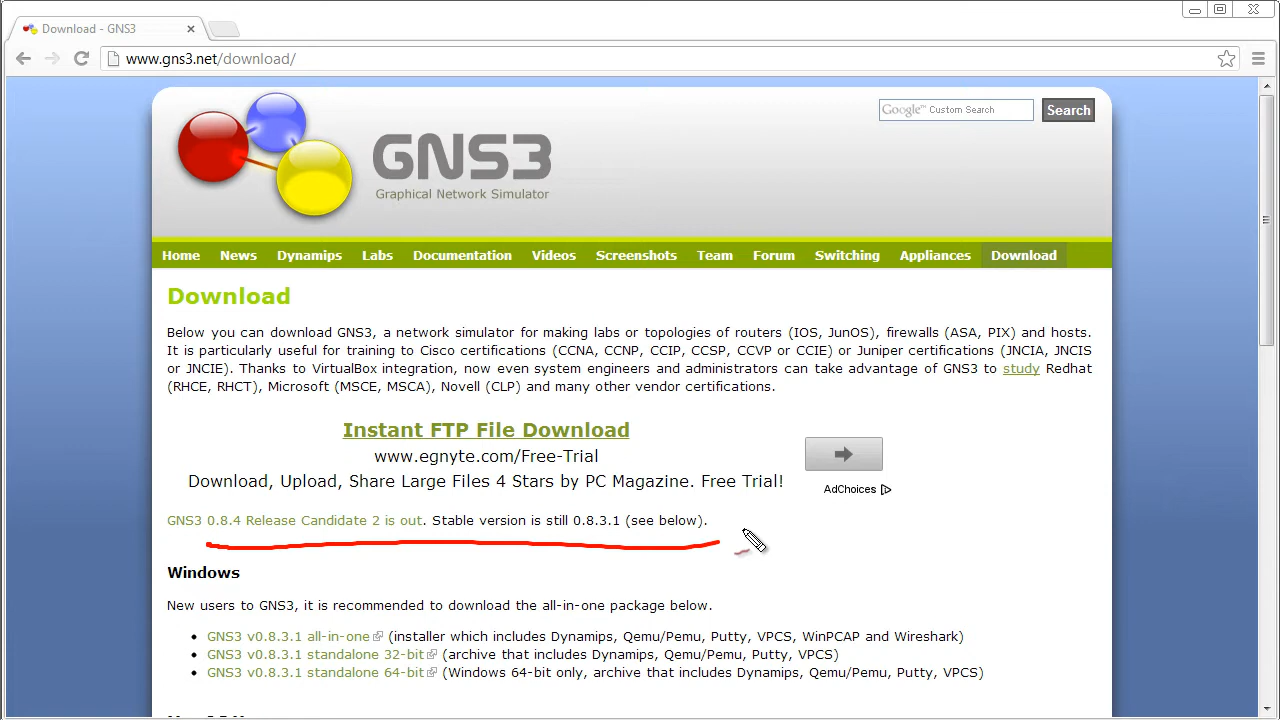 Download - GNS3
www.gns3.net/download/
Google™ Custom Search
Search
GNS3
Graphical Network Simulator
Home News Dynamips Labs Documentation Videos Screenshots Team Forum Switching Appliances Download
Download
Below you can download GNS3, a network simulator for making labs or topologies of routers (IOS, JunOS), firewalls (ASA, PIX) and hosts.
It is particularly useful for training to Cisco certifications (CCNA, CCNP, CCIP, CCSP, CCVP or CCIE) or Juniper certifications (JNCIA, JNCIS
or JNCIE). Thanks to VirtualBox integration, now even system engineers and administrators can take advantage of GNS3 to study Redhat
(RHCE, RHCT), Microsoft (MSCE, MSCA), Novell (CLP) and many other vendor certifications.
Instant FTP File Download
www.egnyte.com/Free-Trial
Download, Upload, Share Large Files 4 Stars by PC Magazine. Free Trial!
AdChoices
GNS3 0.8.4 Release Candidate 2 is out. Stable version is still 0.8.3.1 (see below).
Windows
New users to GNS3, it is recommended to download the all-in-one package below.
• GNS3 v0.8.3.1 all-in-one (installer which includes Dynamips, Qemu/Pemu, Putty, VPCS, WinPCAP and Wireshark)
• GNS3 v0.8.3.1 standalone 32-bit (archive that includes Dynamips, Qemu/Pemu, Putty, VPCS)
• GNS3 v0.8.3.1 standalone 64-bit (Windows 64-bit only, archive that includes Dynamips, Qemu/Pemu, Putty, VPCS)